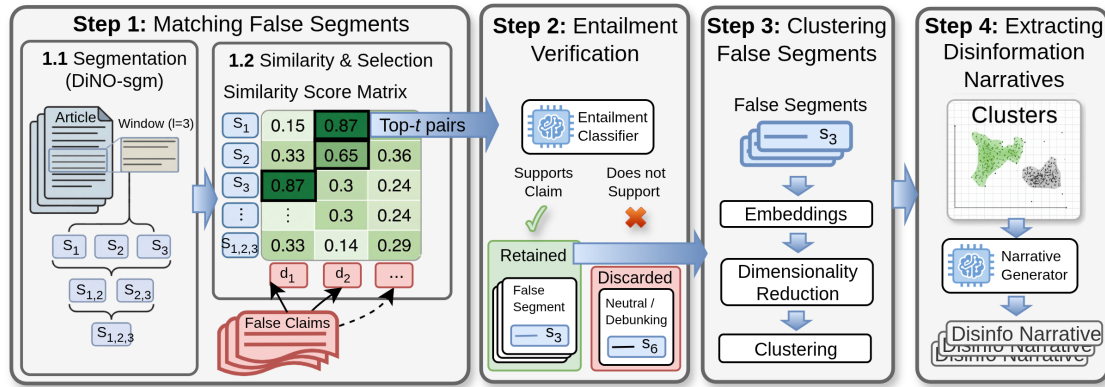 Step 1: Matching False Segments
1.1 Segmentation
(DiNO-sgm)
Article
Window (l=3)
S1 S2 S3
S1,2 S2,3
S1,2,3
1.2 Similarity & Selection
Similarity Score Matrix
S1 0.15 0.87 Top-t pairs
S2 0.33 0.65 0.36
S3 0.87 0.3 0.24
⋮ ⋮ 0.3 0.24
S1,2,3 0.33 0.14 0.29
d1 d2 ...
False Claims
Step 2: Entailment
Verification
Entailment
Classifier
Supports
Claim
Does not
Support
Retained
False
Segment
S3
Discarded
Neutral /
Debunking
S6
Step 3: Clustering
False Segments
False Segments
S3
Embeddings
Dimensionality
Reduction
Clustering
Step 4: Extracting
Disinformation
Narratives
Clusters
Narrative
Generator
Disinfo Narrative
Disinfo Narrative